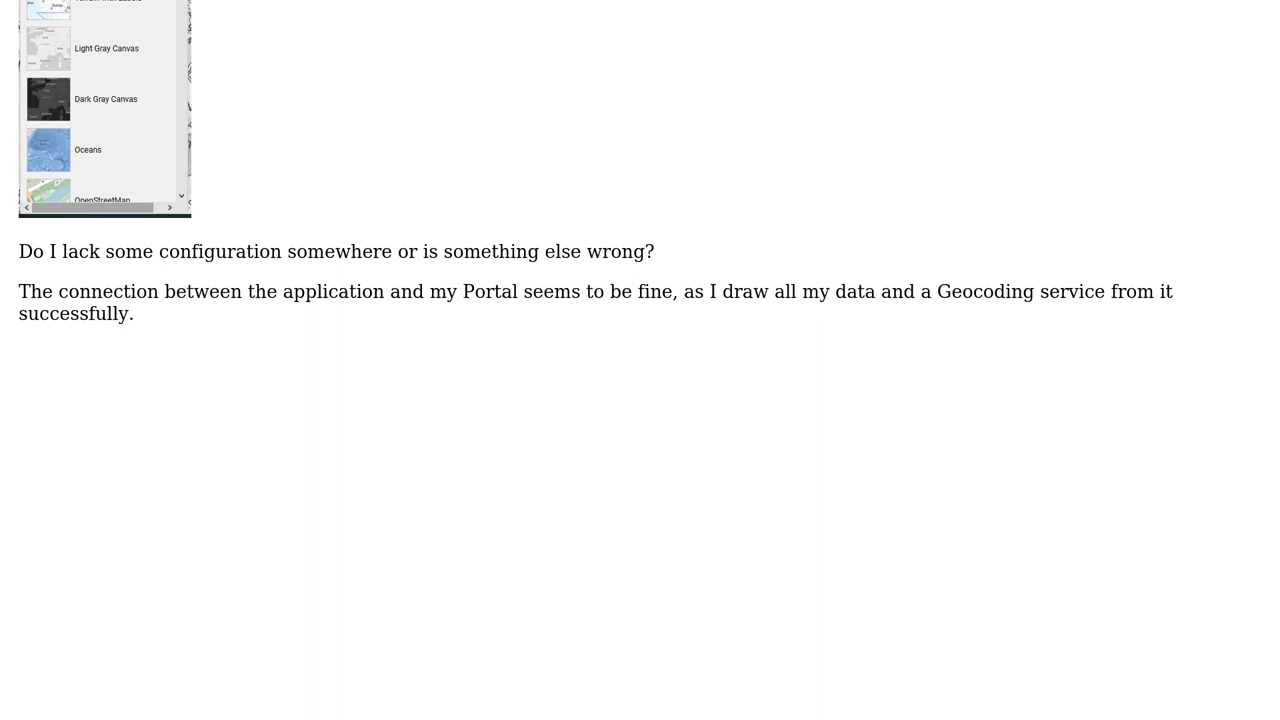 Light Gray Canvas
Dark Gray Canvas
Oceans
OpenStreetMap
Do I lack some configuration somewhere or is something else wrong?
The connection between the application and my Portal seems to be fine, as I draw all my data and a Geocoding service from it
successfully.